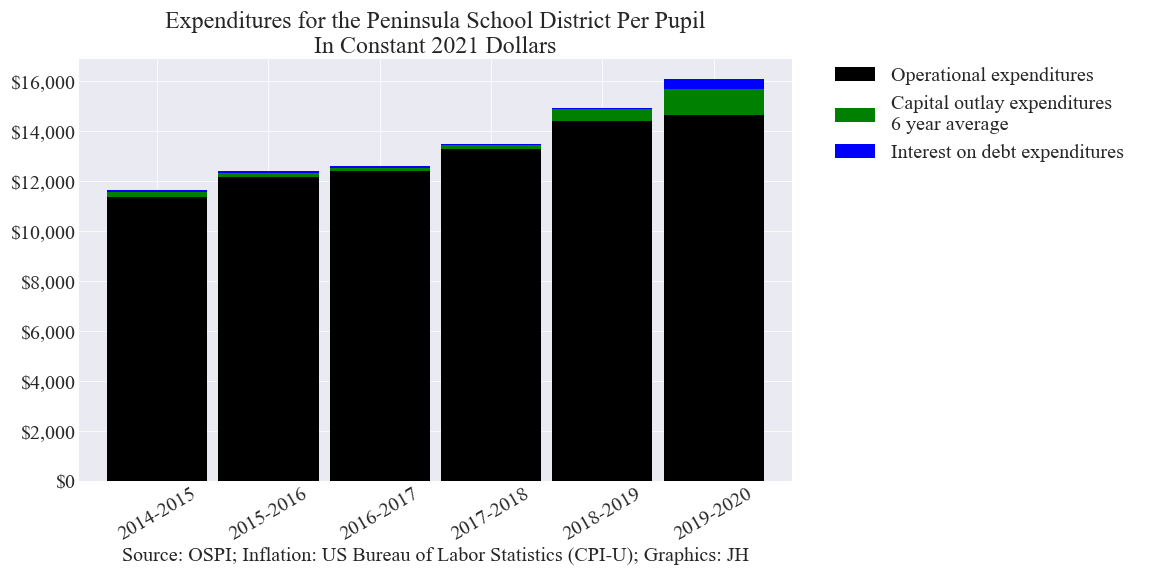 Expenditures for the Peninsula School District Per Pupil
In Constant 2021 Dollars
$16,000
$14,000
$12,000
$10,000
$8,000
$6,000
$4,000
$2,000
$0
2014-2015
2015-2016
2016-2017
2017-2018
2018-2019
2019-2020
Source: OSPI; Inflation: US Bureau of Labor Statistics (CPI-U); Graphics: JH
Operational expenditures
Capital outlay expenditures
6 year average
Interest on debt expenditures